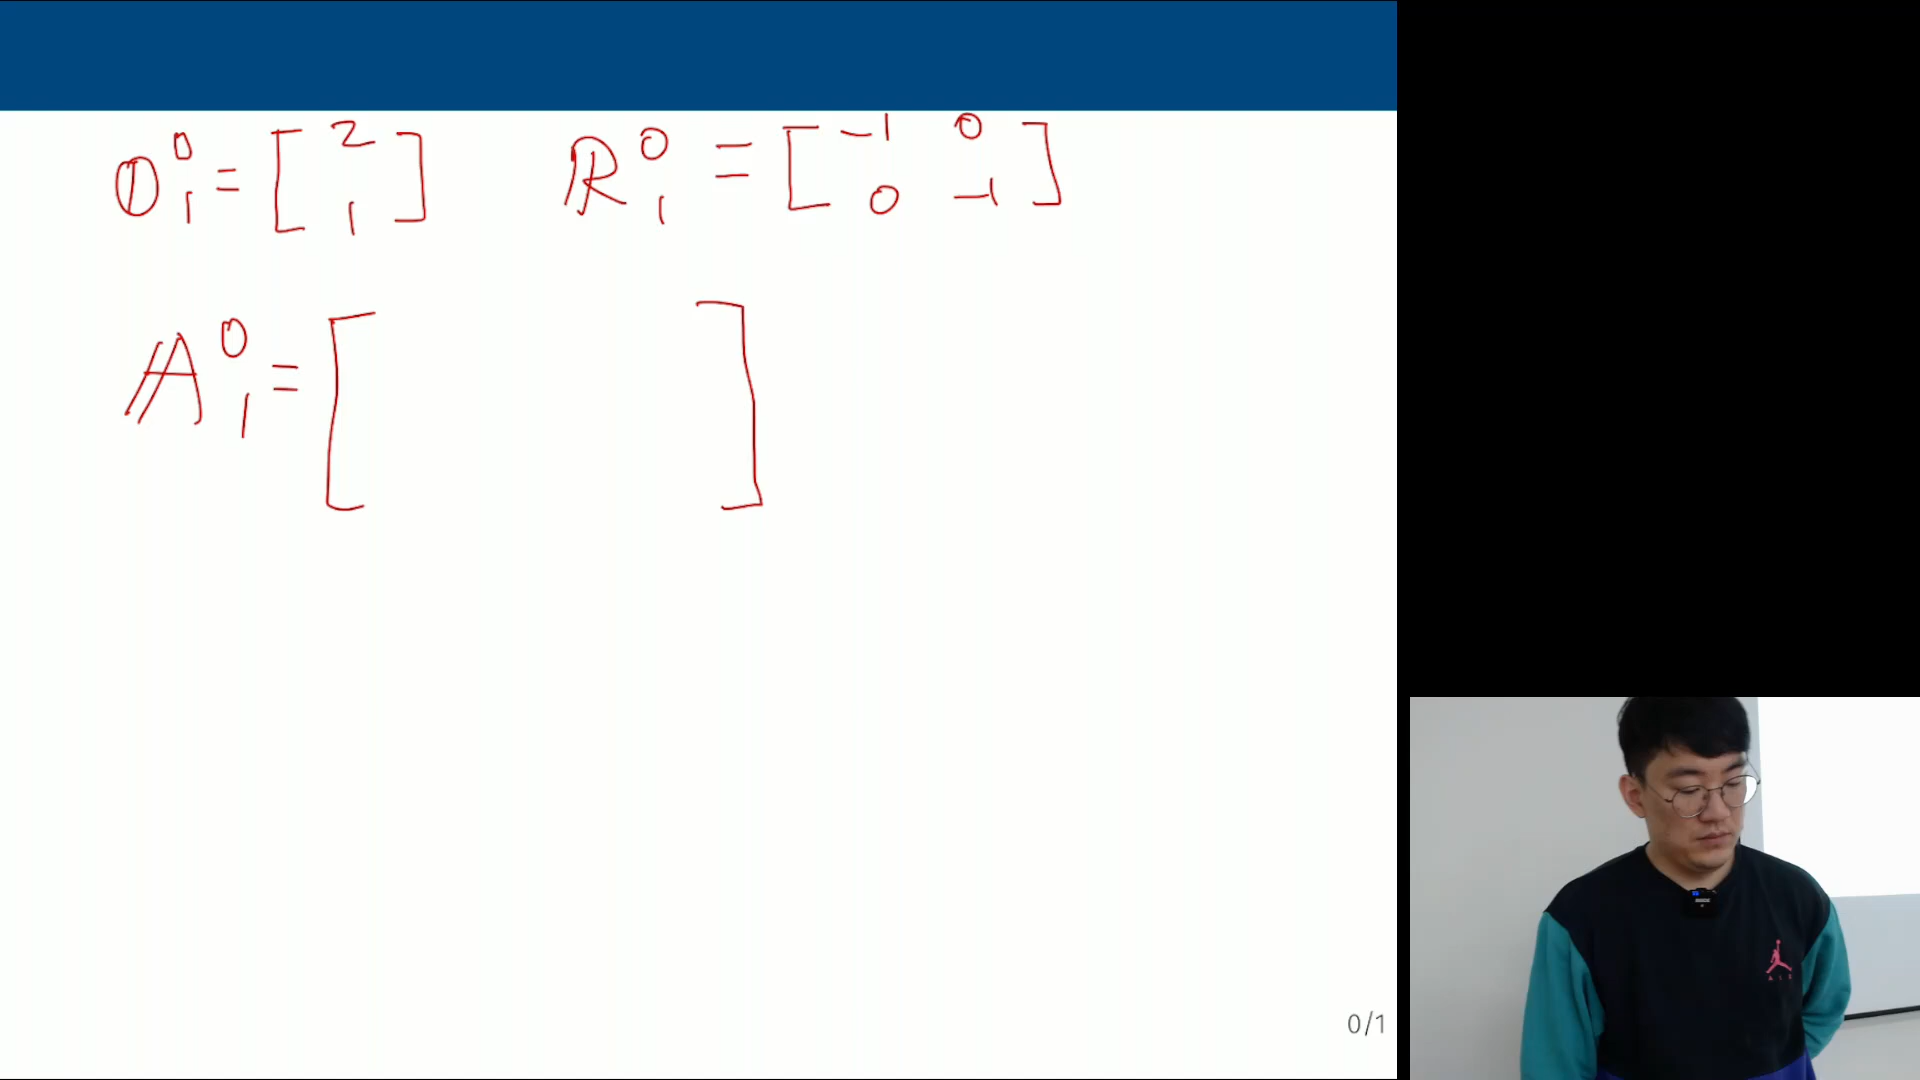 O⁰₁ = [ 2 1 ] ℝ⁰₁ = [ -1 0 0 -1 ]
𝔸⁰₁ = [ ]
0/1